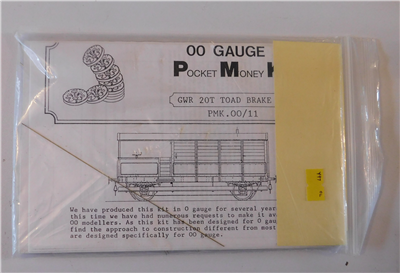 OO GAUGE
POCKET MONEY K
GWR 20T TOAD BRAKE
PMK.00/11
We have produced this kit in O gauge for several year
this time we have had numerous requests to make it av
OO modellers. As this kit has been designed for O gau
find the approach to construction different from most
are designed specifically for OO gauge.